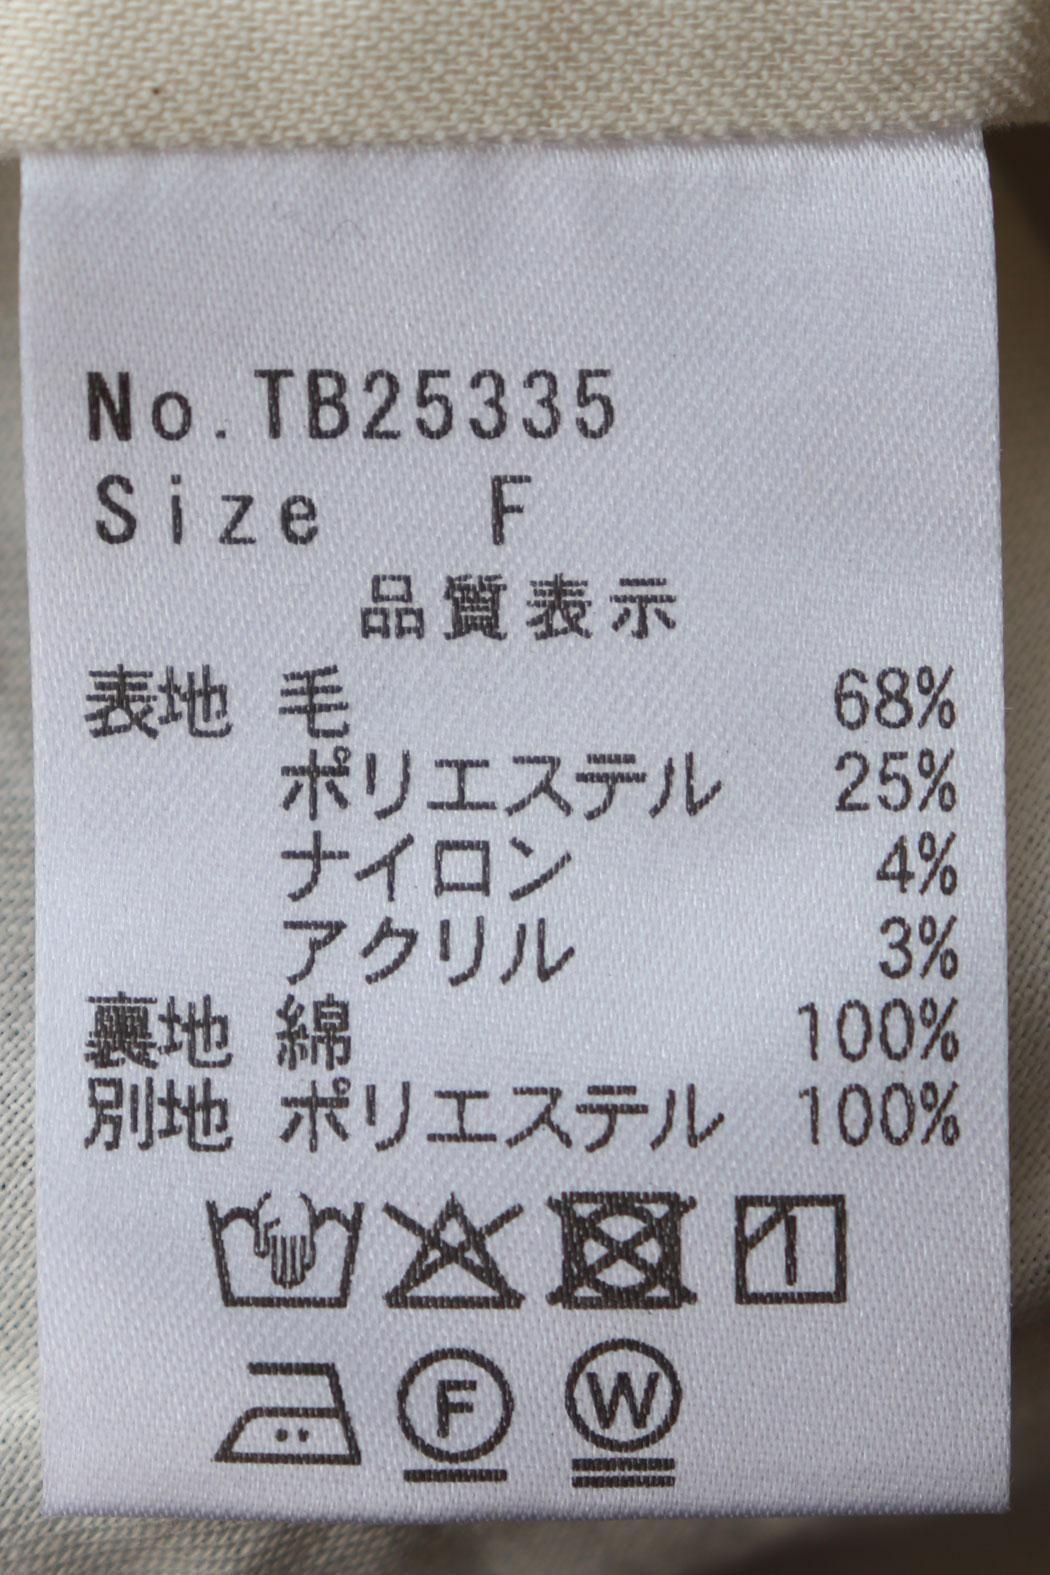 No.TB25335
Size F
品質表示
表地 毛 68%
ポリエステル 25%
ナイロン 4%
アクリル 3%
裏地 綿 100%
別地 ポリエステル 100%
F W